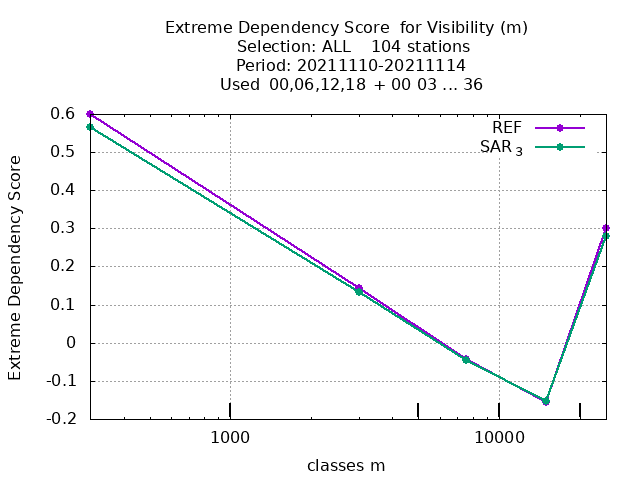 Extreme Dependency Score  for Visibility (m)
Selection: ALL    104 stations
Period: 20211110-20211114
Used  00,06,12,18 + 00 03 ... 36
Extreme Dependency Score
0.6
0.5
0.4
0.3
0.2
0.1
0
-0.1
-0.2
REF
SAR 3
1000
10000
classes m